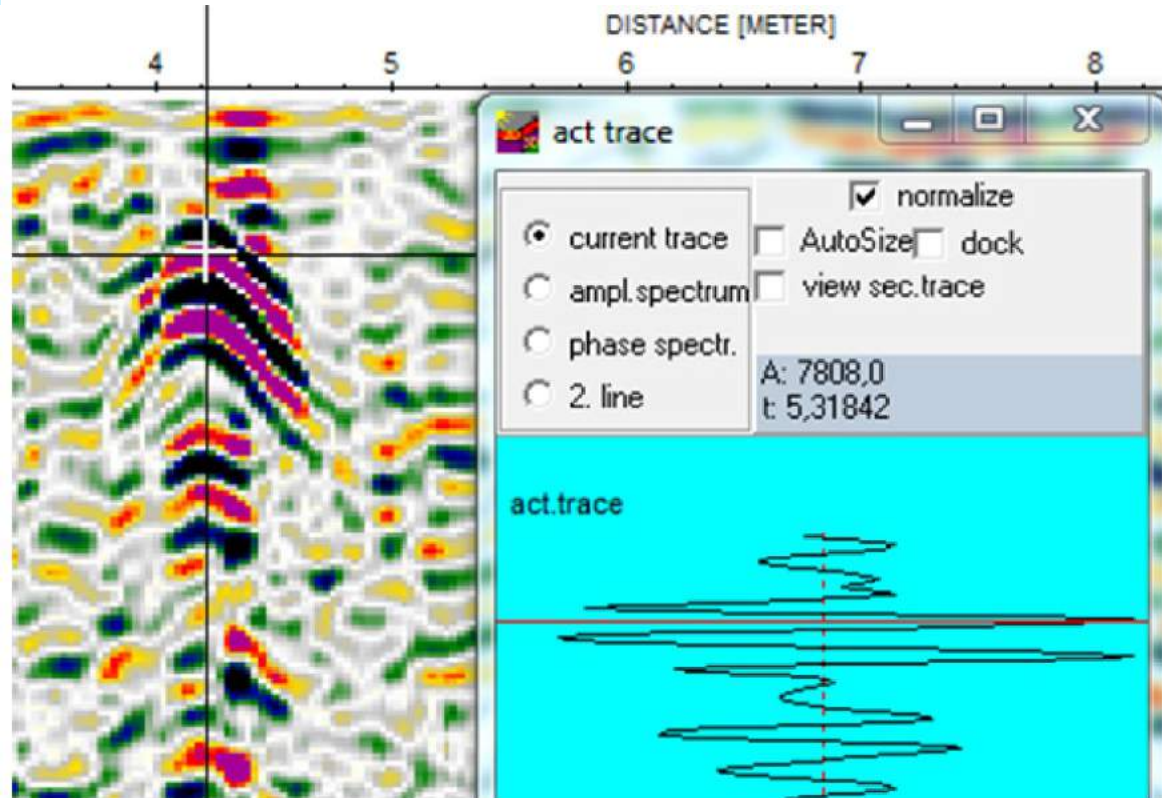 DISTANCE [METER]
4 5 6 7 8
act trace
normalize
current trace
AutoSize
dock
ampl.spectrum
view sec.trace
phase spectr.
2. line
A: 7808,0
t: 5,31842
act.trace